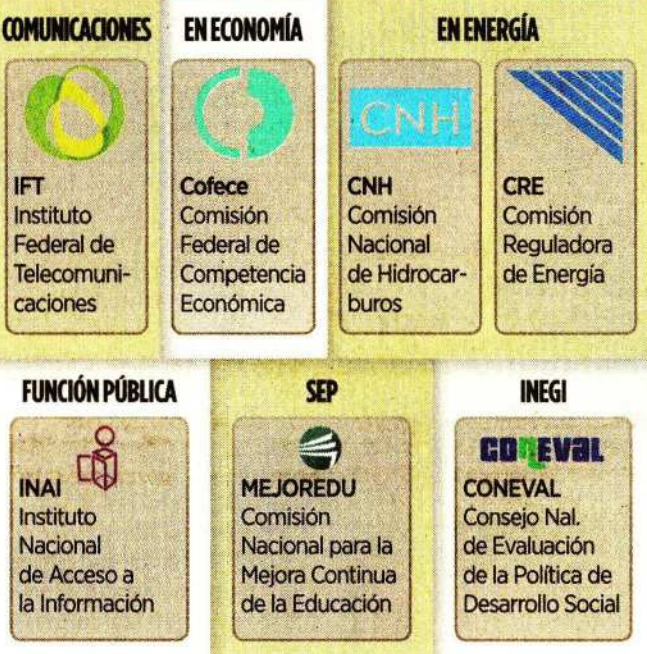 COMUNICACIONES
EN ECONOMÍA
EN ENERGÍA
IFT
Instituto
Federal de
Telecomuni-
caciones
Cofece
Comisión
Federal de
Competencia
Económica
CNH
CNH
Comisión
Nacional
de Hidrocar-
buros
CRE
Comisión
Reguladora
de Energía
FUNCIÓN PÚBLICA
SEP
INEGI
INAI
Instituto
Nacional
de Acceso a
la Información
MEJOREDU
Comisión
Nacional para la
Mejora Continua
de la Educación
CONEVAL
CONEVAL
Consejo Nal.
de Evaluación
de la Política de
Desarrollo Social